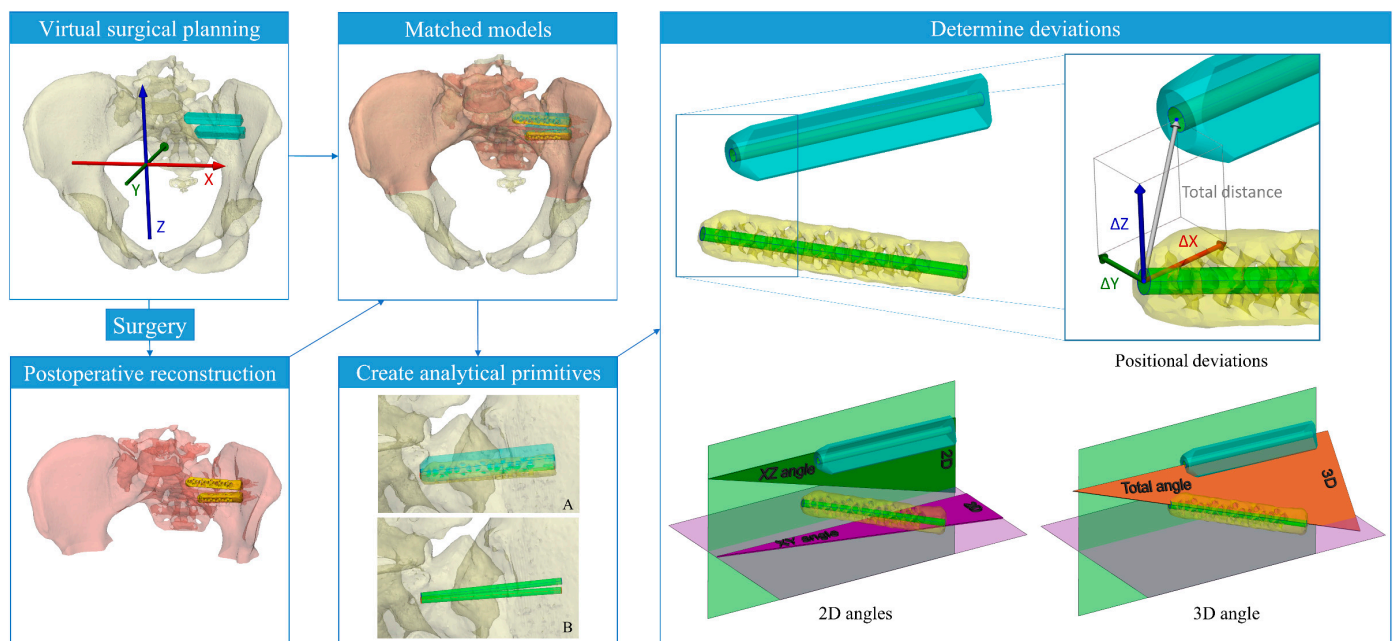 Virtual surgical planning
X
Y
Z
Surgery
Postoperative reconstruction
Matched models
Create analytical primitives
A
B
Determine deviations
Total distance
ΔZ
ΔX
ΔY
Positional deviations
XZ angle
2D
XY angle
2D
2D angles
Total angle
3D
3D angle